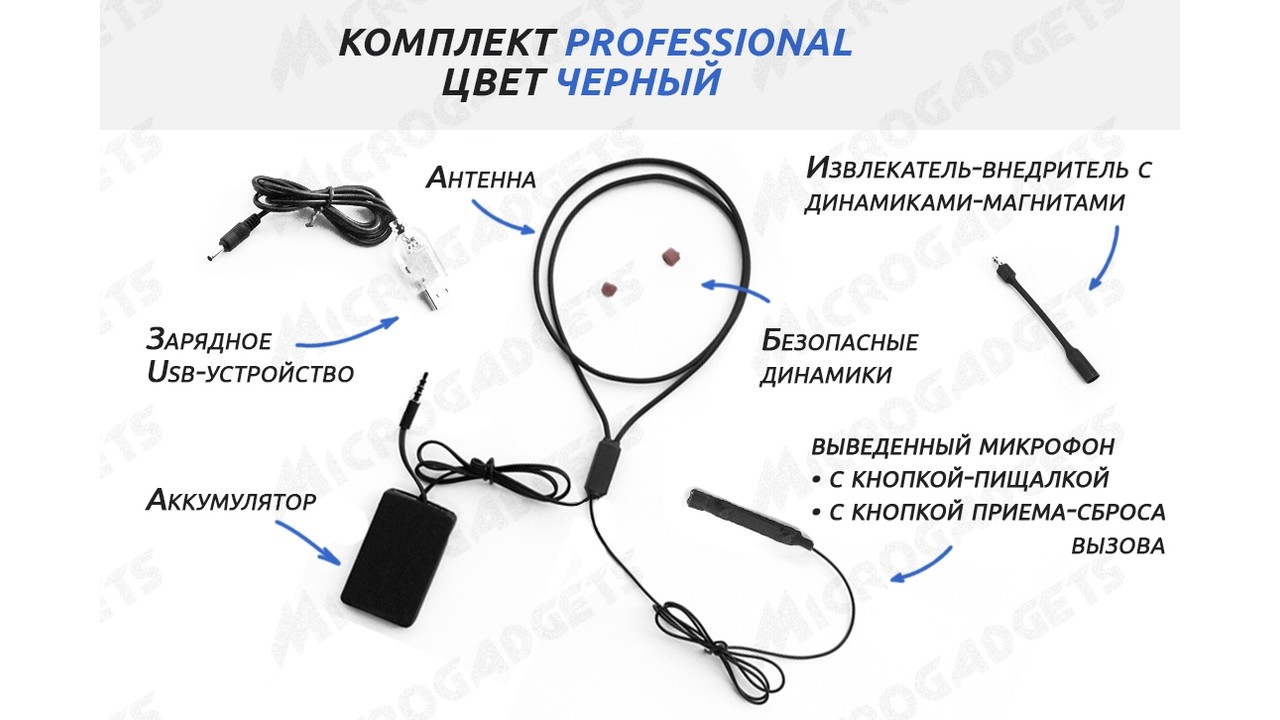 КОМПЛЕКТ PROFESSIONAL
ЦВЕТ ЧЕРНЫЙ
Антенна
Извлекатель-внедритель с
динамиками-магнитами
Зарядное
Usb-устройство
Безопасные
динамики
Аккумулятор
выведенный микрофон
• с кнопкой-пищалкой
• с кнопкой приема-сброса
вызова
MICROGADGETS